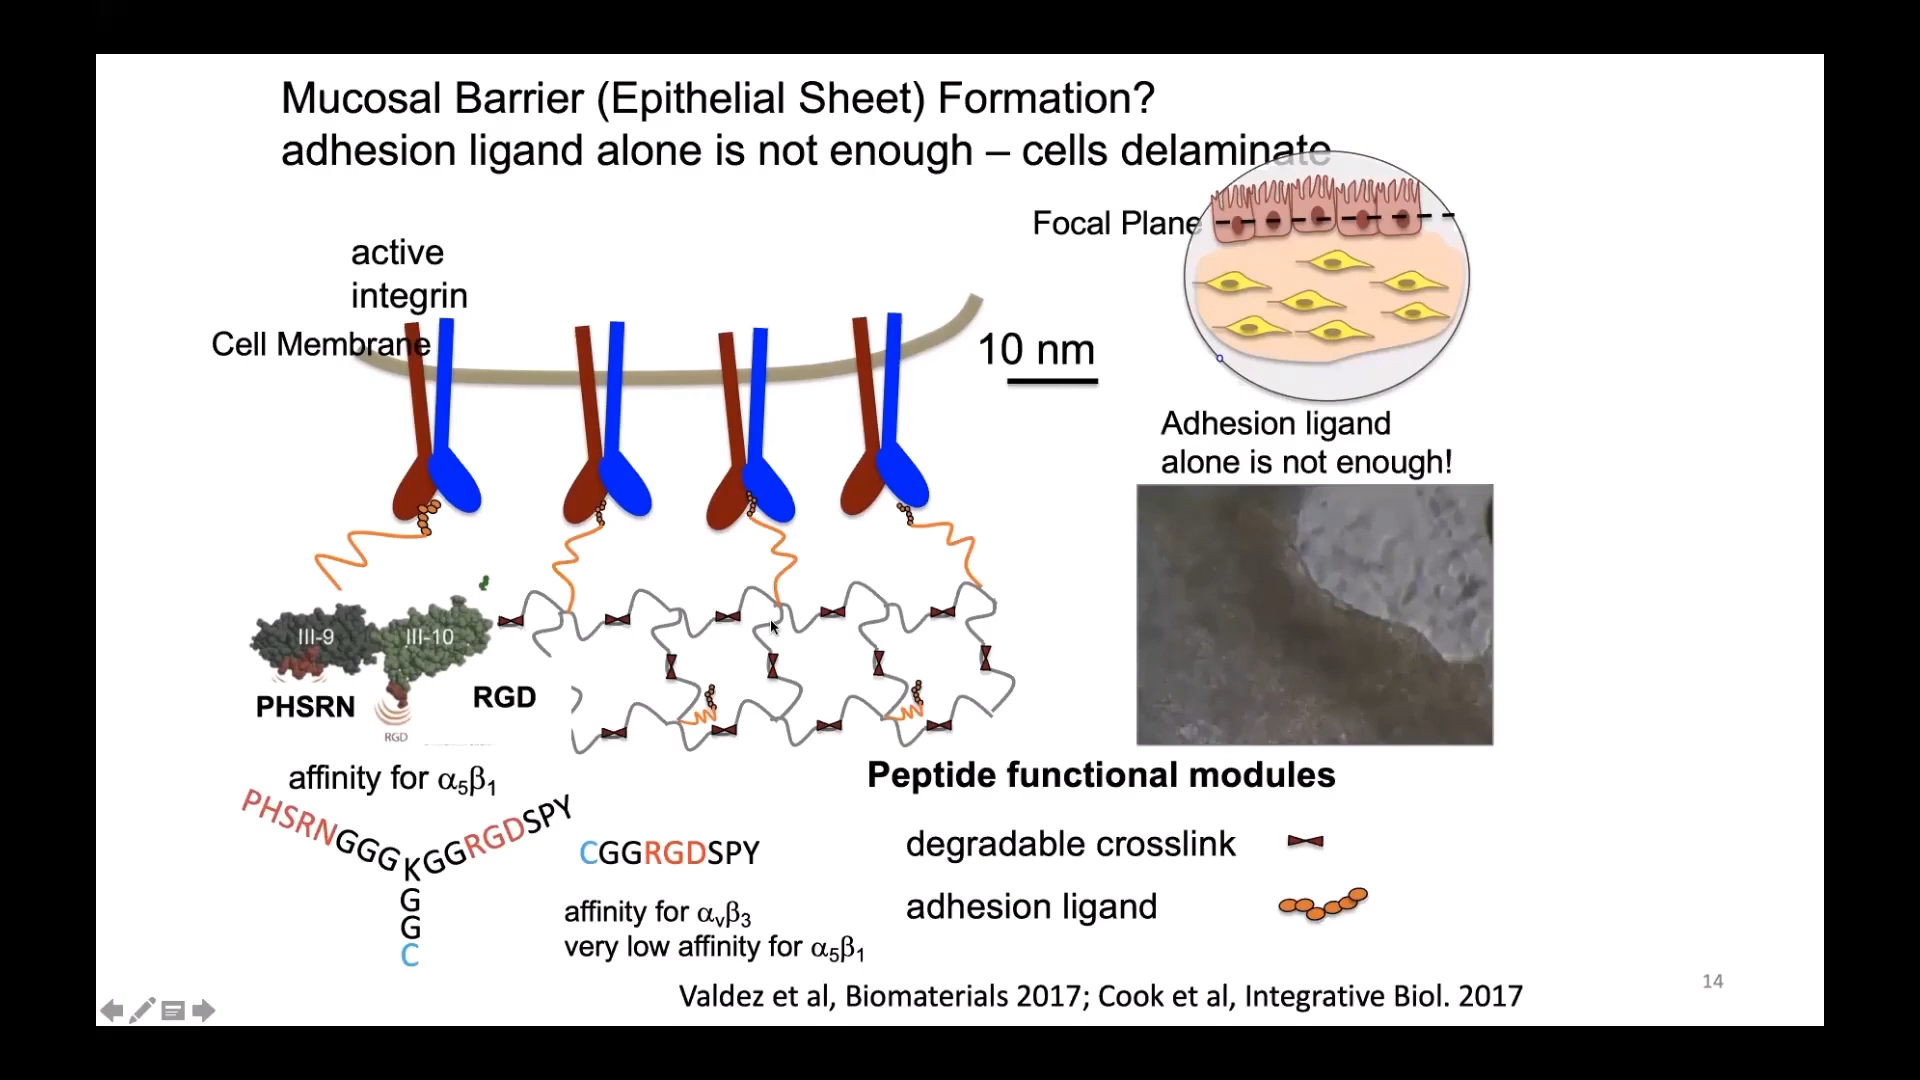 Mucosal Barrier (Epithelial Sheet) Formation?
adhesion ligand alone is not enough – cells delaminate
Focal Plane
active
integrin
Cell Membrane
10 nm
Adhesion ligand
alone is not enough!
III-9
III-10
PHSRN
RGD
RGD
affinity for α5β1
PHSRNGGGKGGRGDSPY
G
G
C
CGGRGDSPY
affinity for αvβ3
very low affinity for α5β1
Peptide functional modules
degradable crosslink
adhesion ligand
Valdez et al, Biomaterials 2017; Cook et al, Integrative Biol. 2017
14